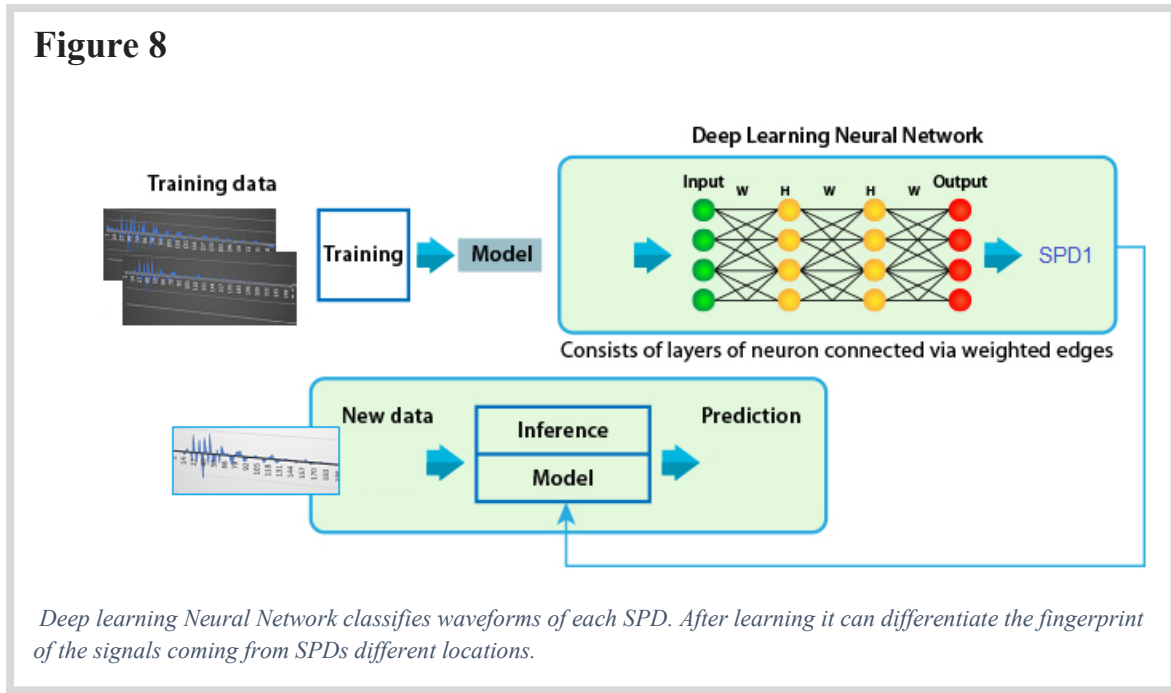 Figure 8
Deep Learning Neural Network
Training data
Input W H W H W Output
Training
Model
SPD1
Consists of layers of neuron connected via weighted edges
New data
Inference
Model
Prediction
Deep learning Neural Network classifies waveforms of each SPD. After learning it can differentiate the fingerprint
of the signals coming from SPDs different locations.